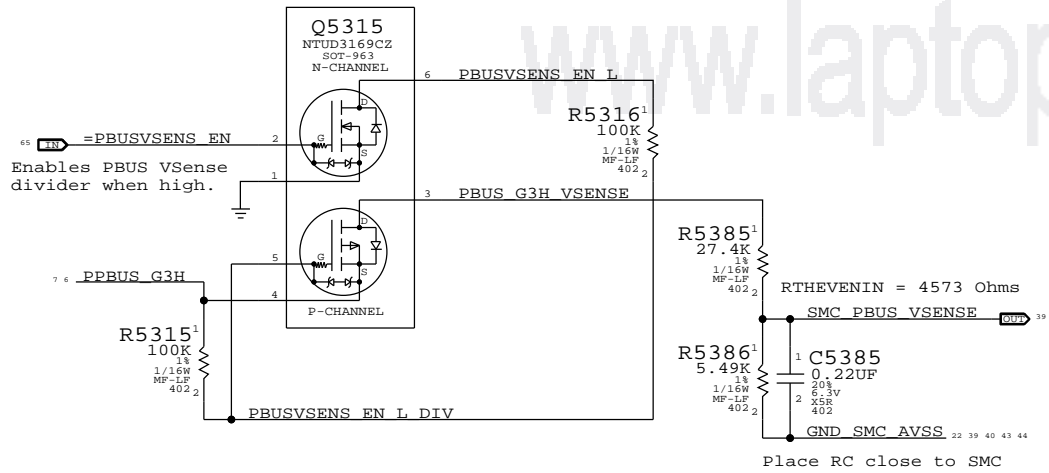 www.laptop
Q5315
NTUD3169CZ
SOT-963
N-CHANNEL
6 PBUSVSENS_EN_L
D
G
S
65 IN =PBUSVSENS_EN 2
Enables PBUS VSense
divider when high.
1
R5316 1
100K
1%
1/16W
MF-LF
402 2
3 PBUS_G3H_VSENSE
D
G
S
5
7 6 PPBUS_G3H
4
P-CHANNEL
R5315 1
100K
1%
1/16W
MF-LF
402 2
PBUSVSENS_EN_L_DIV
R5385 1
27.4K
1%
1/16W
MF-LF
402 2
RTHEVENIN = 4573 Ohms
SMC_PBUS_VSENSE OUT 39
R5386 1
5.49K
1%
1/16W
MF-LF
402 2
1 C5385
0.22UF
20%
6.3V
2 X5R
402
GND_SMC_AVSS 22 39 40 43 44
Place RC close to SMC